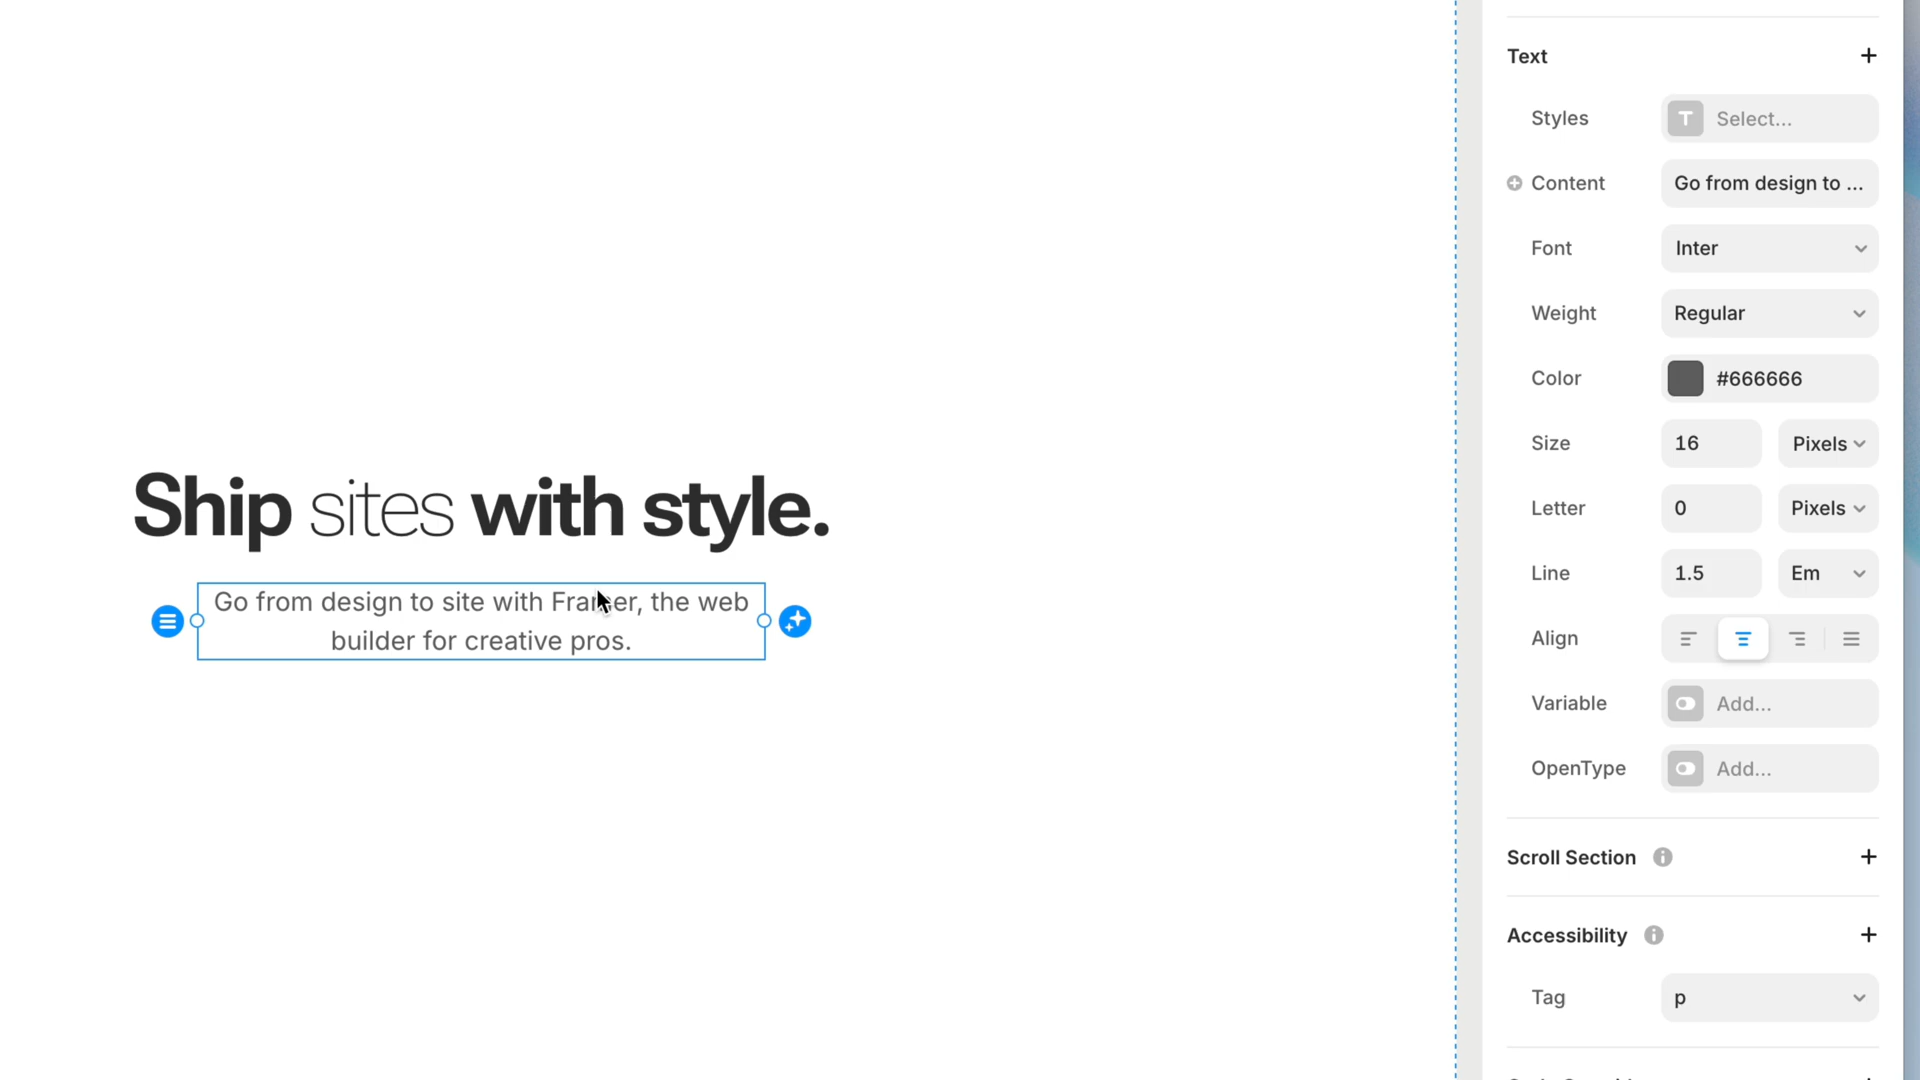 Text
Styles
Select...
Content
Go from design to ...
Font
Inter
Weight
Regular
Color
#666666
Size
16
Pixels
Letter
0
Pixels
Line
1.5
Em
Align
Variable
Add...
OpenType
Add...
Scroll Section
Accessibility
Tag
p
Ship sites with style.
Go from design to site with Framer, the web
builder for creative pros.